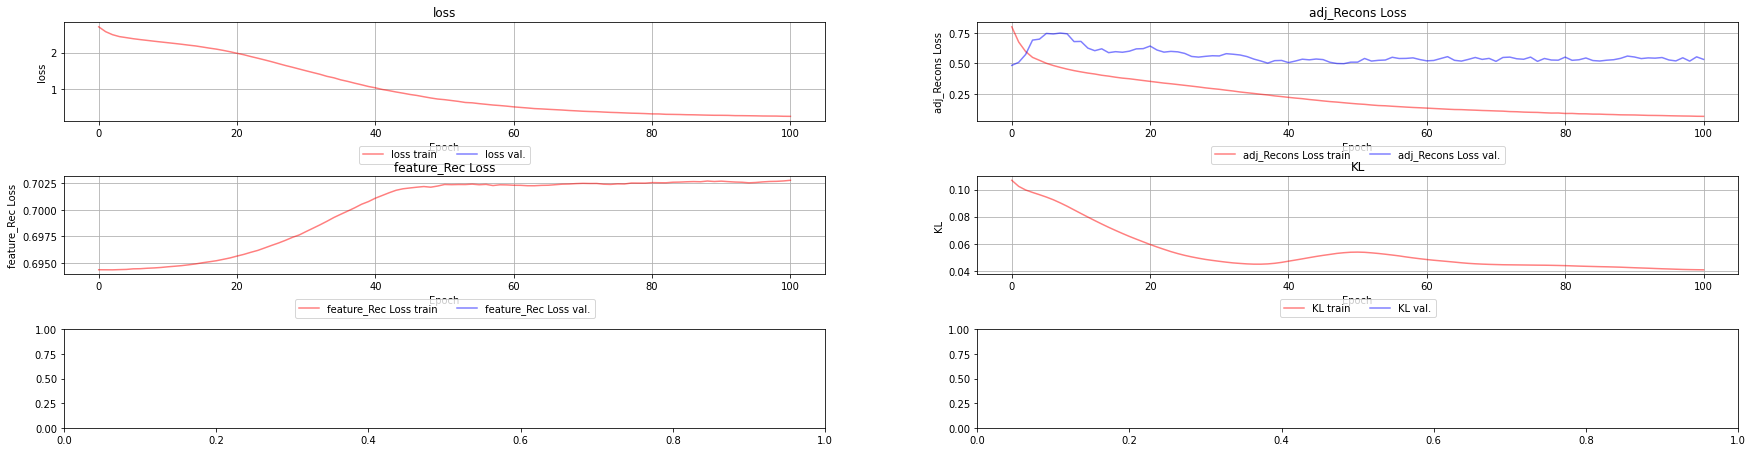 loss
loss
2
1
0 20 40 60 80 100
Epoch
loss train loss val.
adj_Recons Loss
adj_Recons Loss
0.75
0.50
0.25
0 20 40 60 80 100
Epoch
adj_Recons Loss train adj_Recons Loss val.
feature_Rec Loss
feature_Rec Loss
0.7025
0.7000
0.6975
0.6950
0 20 40 60 80 100
Epoch
feature_Rec Loss train feature_Rec Loss val.
KL
KL
0.10
0.08
0.06
0.04
0 20 40 60 80 100
Epoch
KL train KL val.
1.00
0.75
0.50
0.25
0.00
0.0 0.2 0.4 0.6 0.8 1.0
1.00
0.75
0.50
0.25
0.00
0.0 0.2 0.4 0.6 0.8 1.0